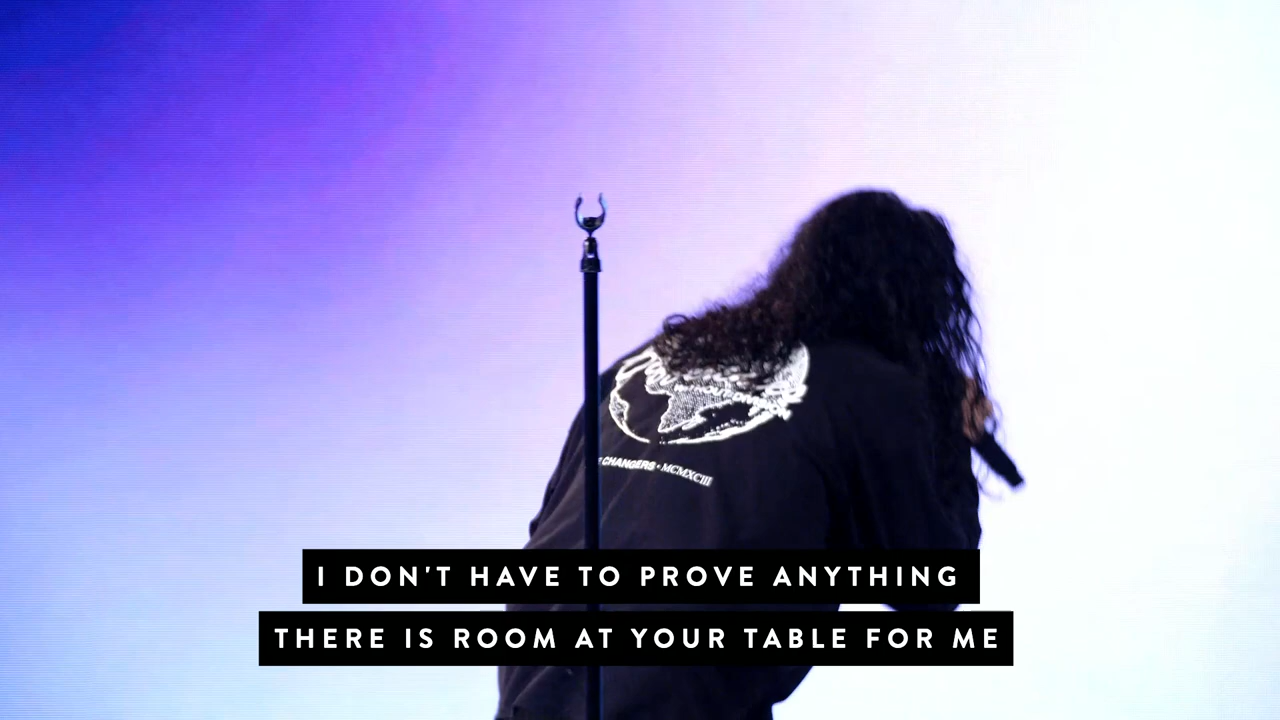 CHANGERS • MCMXCIII
I DON'T HAVE TO PROVE ANYTHING
THERE IS ROOM AT YOUR TABLE FOR ME